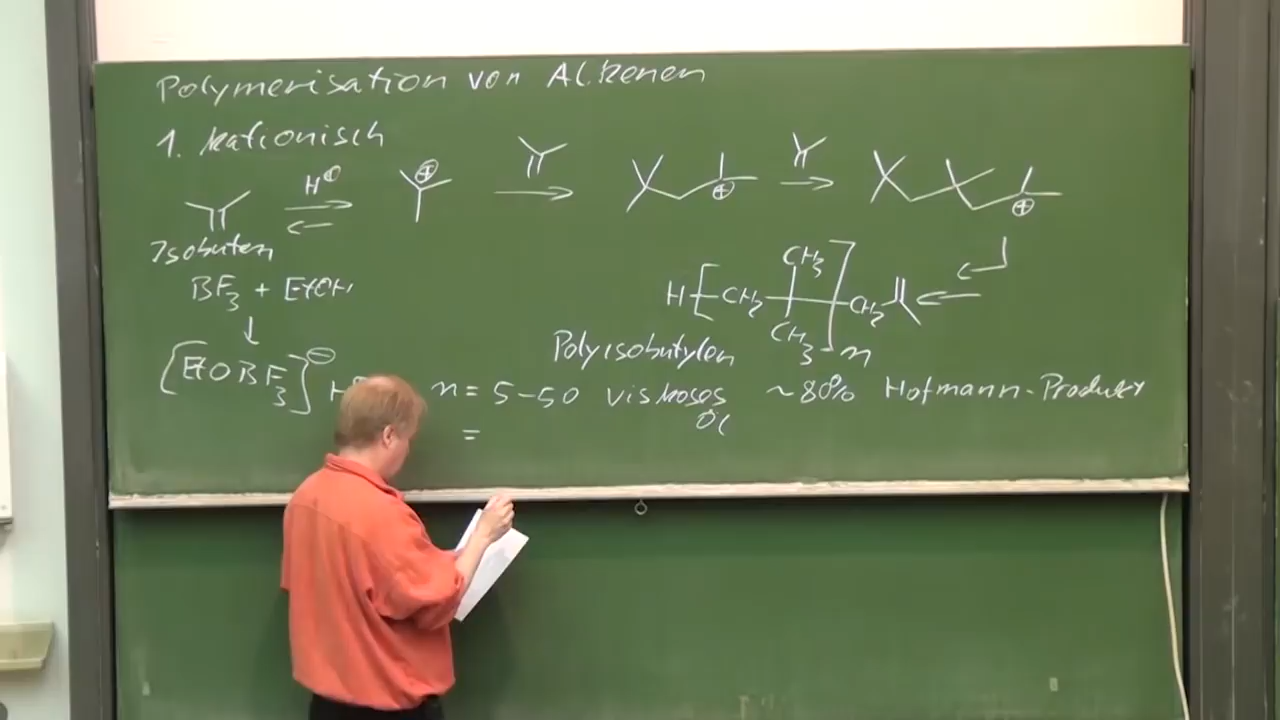 Polymerisation von Alkenen
1. Kationisch
H⊕
⊕
⊕
⊕
Isobuten
BF3 + EtOH
↓
[EtOBF3]⊖ H
H[CH2 CH3 CH3]n CH2
Polyisobutylen
n = 5-50 viskoses Öl ~80% Hofmann-Produkt
=